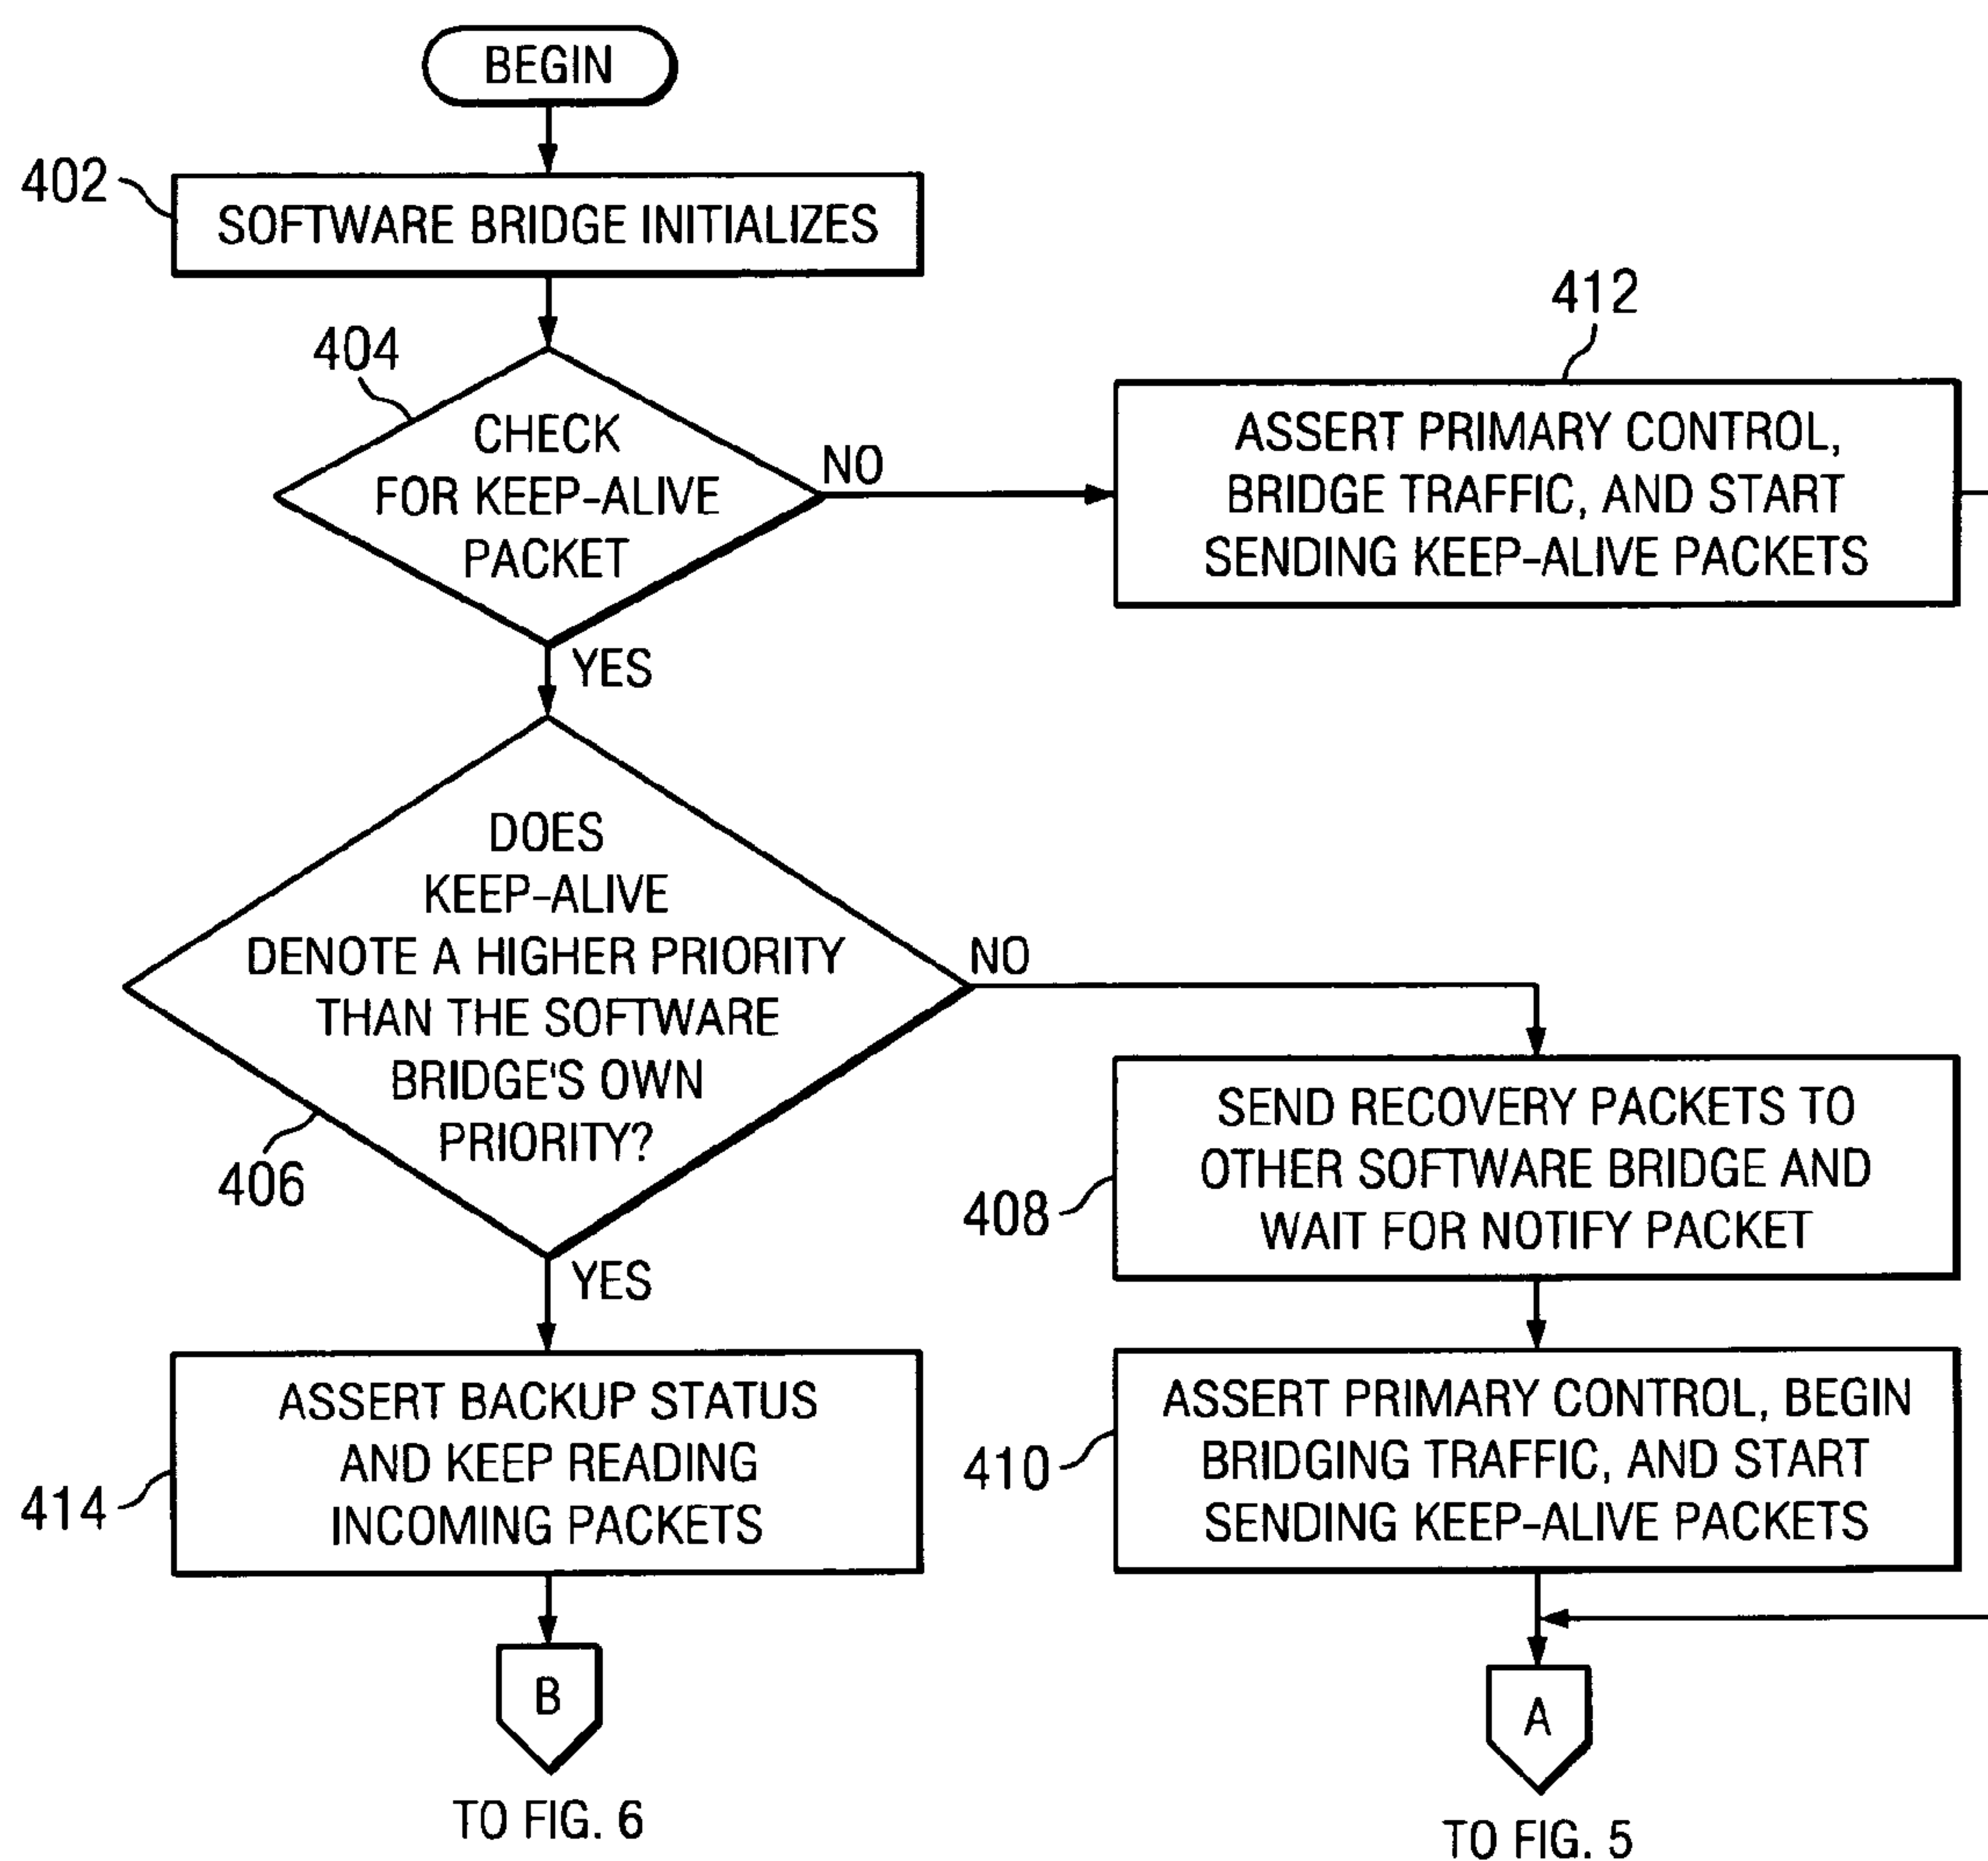 BEGIN
402
SOFTWARE BRIDGE INITIALIZES
404
CHECK
FOR KEEP-ALIVE
PACKET
NO
412
ASSERT PRIMARY CONTROL,
BRIDGE TRAFFIC, AND START
SENDING KEEP-ALIVE PACKETS
YES
DOES
KEEP-ALIVE
DENOTE A HIGHER PRIORITY
THAN THE SOFTWARE
BRIDGE'S OWN
PRIORITY?
406
NO
408
SEND RECOVERY PACKETS TO
OTHER SOFTWARE BRIDGE AND
WAIT FOR NOTIFY PACKET
YES
414
ASSERT BACKUP STATUS
AND KEEP READING
INCOMING PACKETS
410
ASSERT PRIMARY CONTROL, BEGIN
BRIDGING TRAFFIC, AND START
SENDING KEEP-ALIVE PACKETS
B
TO FIG. 6
A
TO FIG. 5